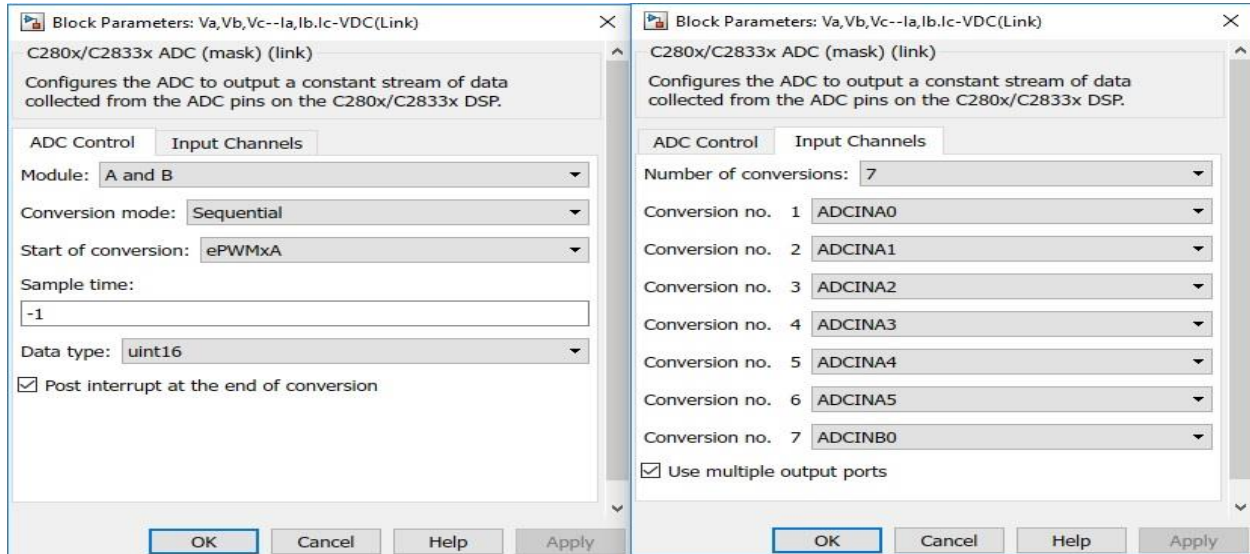 Block Parameters: Va,Vb,Vc--Ia,Ib.Ic-VDC(Link)
C280x/C2833x ADC (mask) (link)
Configures the ADC to output a constant stream of data
collected from the ADC pins on the C280x/C2833x DSP.
ADC Control Input Channels
Module: A and B
Conversion mode: Sequential
Start of conversion: ePWMxA
Sample time:
-1
Data type: uint16
Post interrupt at the end of conversion
OK Cancel Help Apply
Block Parameters: Va,Vb,Vc--Ia,Ib.Ic-VDC(Link)
C280x/C2833x ADC (mask) (link)
Configures the ADC to output a constant stream of data
collected from the ADC pins on the C280x/C2833x DSP.
ADC Control Input Channels
Number of conversions: 7
Conversion no. 1 ADCINA0
Conversion no. 2 ADCINA1
Conversion no. 3 ADCINA2
Conversion no. 4 ADCINA3
Conversion no. 5 ADCINA4
Conversion no. 6 ADCINA5
Conversion no. 7 ADCINB0
Use multiple output ports
OK Cancel Help Apply